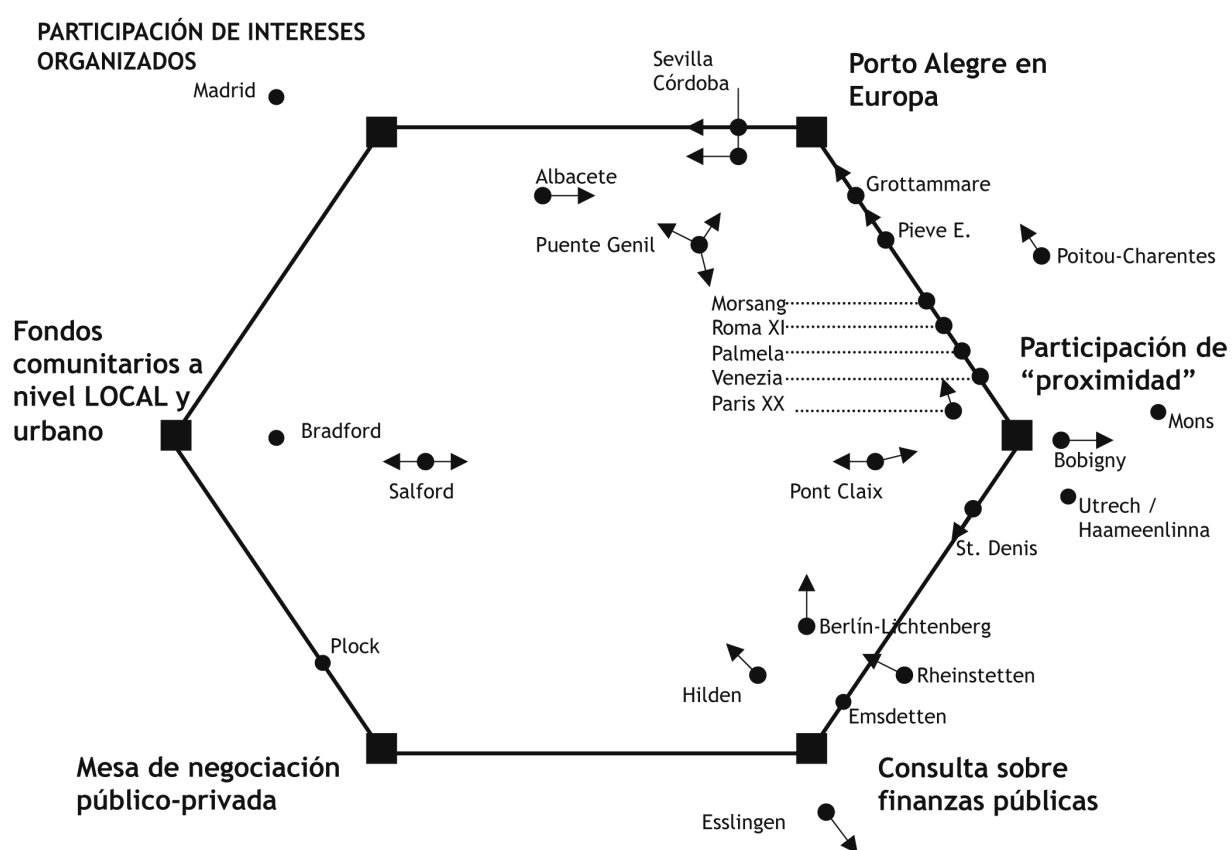 PARTICIPACIÓN DE INTERESES
ORGANIZADOS
Madrid
Sevilla
Córdoba
Porto Alegre en
Europa
Albacete
Grottammare
Puente Genil
Pieve E.
Poitou-Charentes
Morsang
Roma XI
Palmela
Venezia
Paris XX
Fondos
comunitarios a
nivel LOCAL y
urbano
Participación de
“proximidad”
Mons
Bradford
Bobigny
Salford
Pont Claix
Utrech /
Haameenlinna
St. Denis
Berlín-Lichtenberg
Plock
Hilden
Rheinstetten
Emsdetten
Mesa de negociación
público-privada
Consulta sobre
finanzas públicas
Esslingen